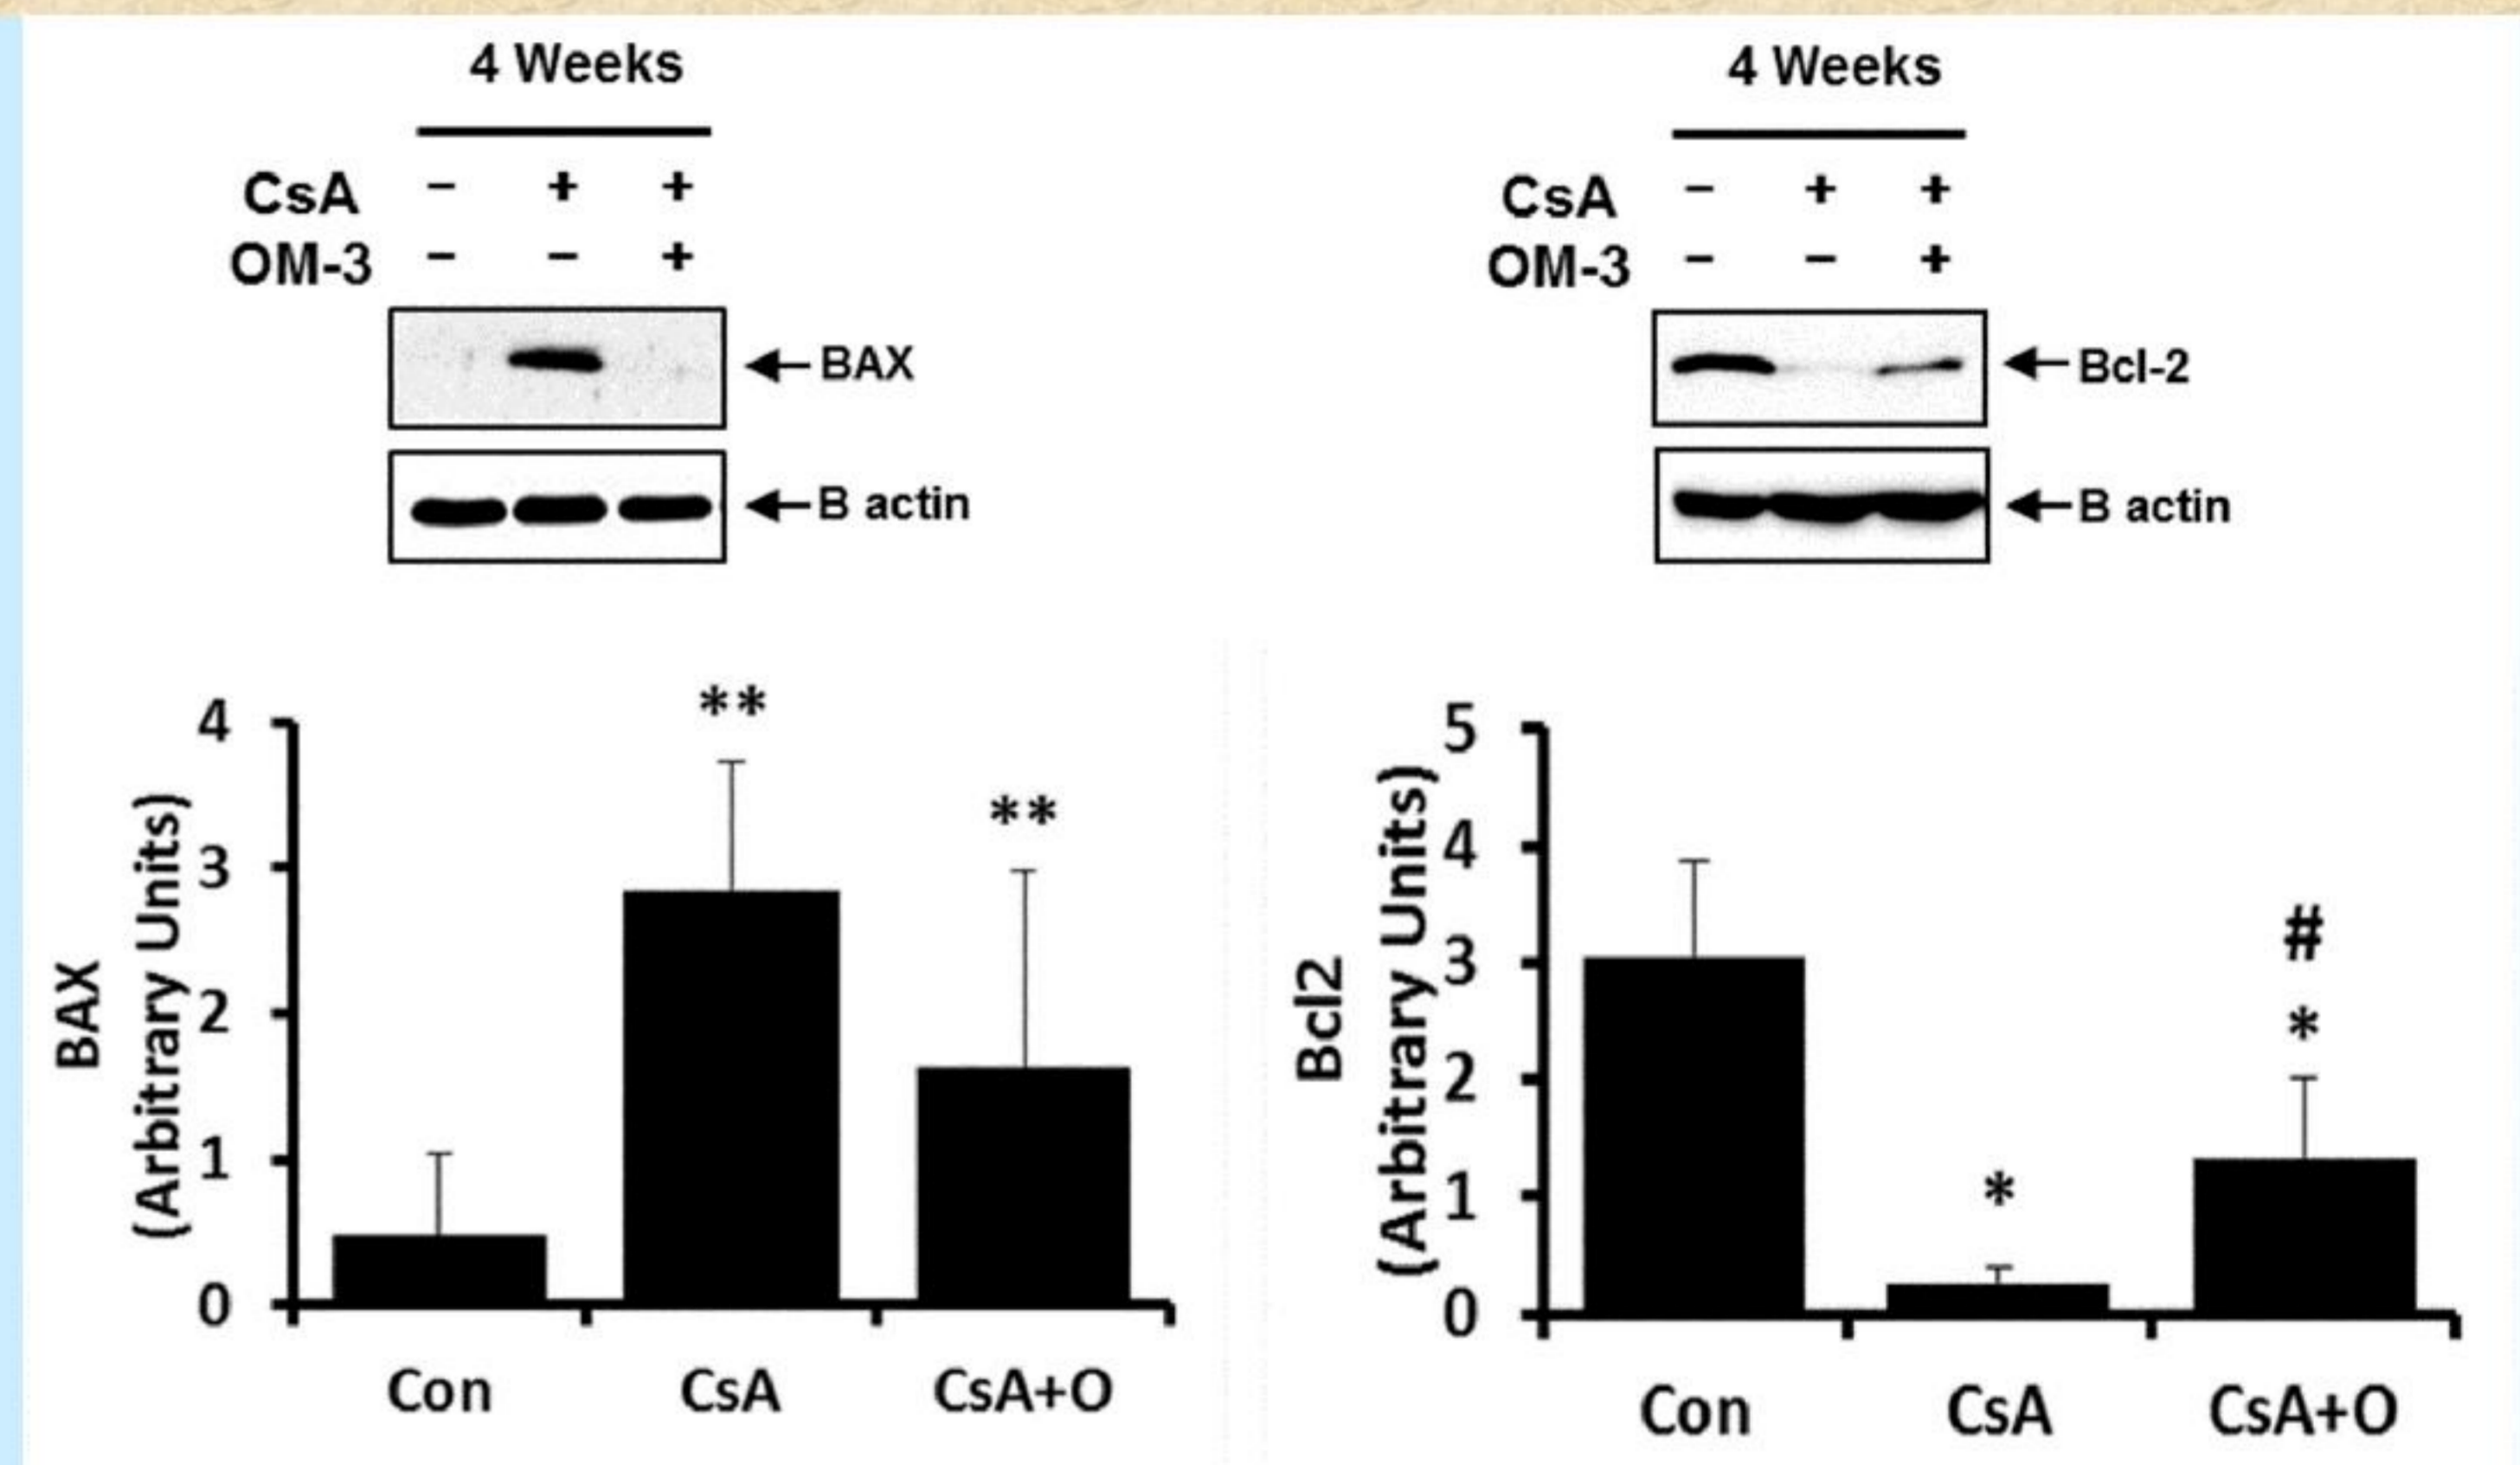 4 Weeks
CsA - + +
OM-3 - - +
BAX
B actin
4 Weeks
CsA - + +
OM-3 - - +
Bcl-2
B actin
BAX
(Arbitrary Units)
4
3
2
1
0
**
**
Con CsA CsA+O
Bcl2
(Arbitrary Units)
5
4
3
2
1
0
*
#
*
Con CsA CsA+O